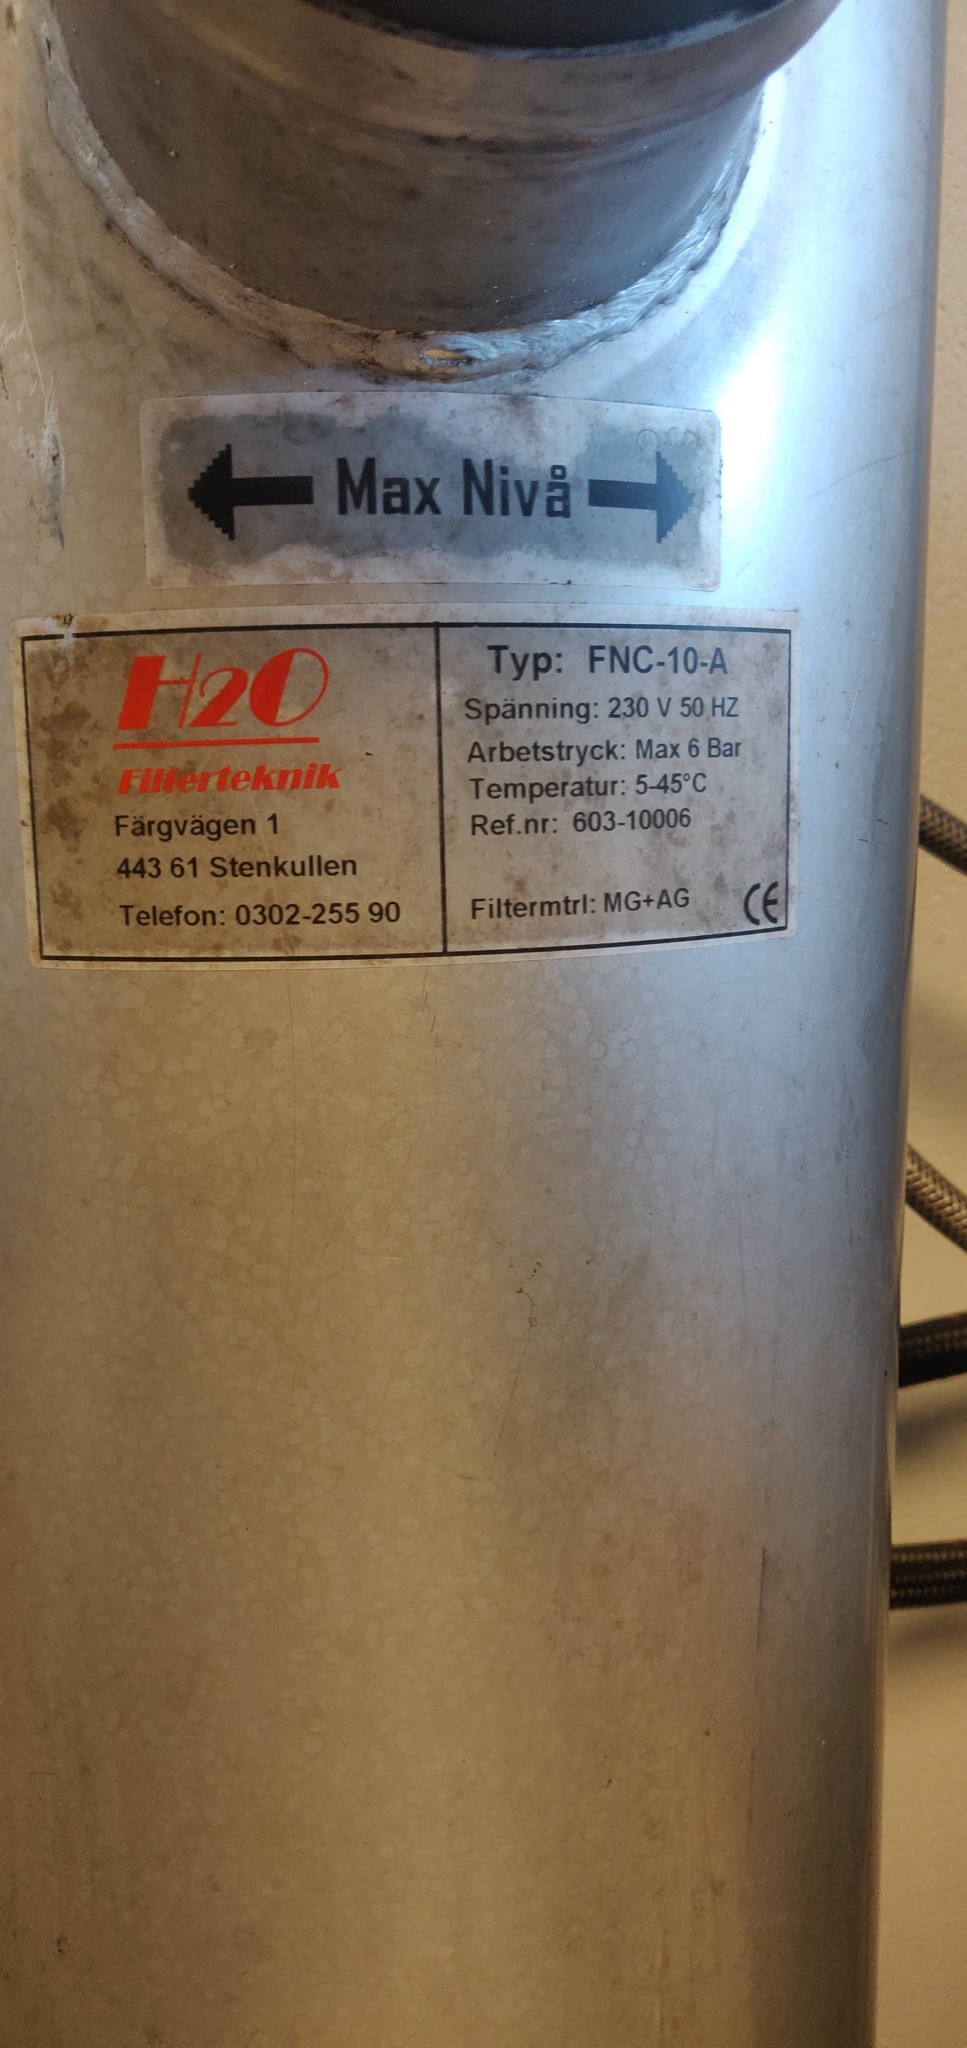 Max Nivå
H2O
Filterteknik
Färgvägen 1
443 61 Stenkullen
Telefon: 0302-255 90
Typ: FNC-10-A
Spänning: 230 V 50 HZ
Arbetstryck: Max 6 Bar
Temperatur: 5-45°C
Ref.nr: 603-10006
Filtermtrl: MG+AG
CE